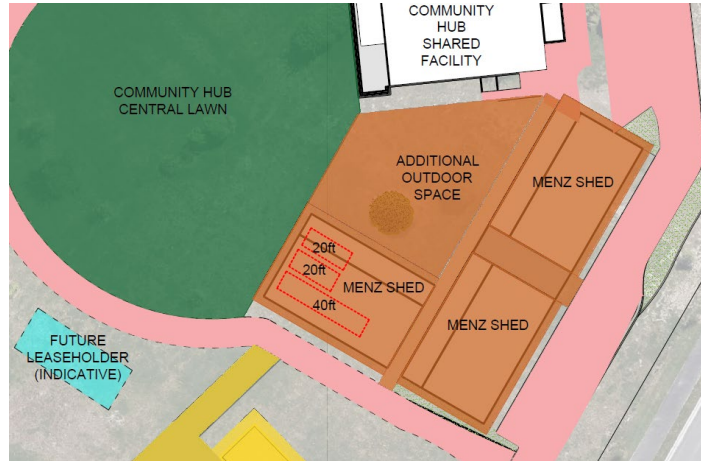 COMMUNITY
HUB
SHARED
FACILITY
COMMUNITY HUB
CENTRAL LAWN
ADDITIONAL
OUTDOOR
SPACE
MENZ SHED
20ft
20ft
MENZ SHED
40ft
MENZ SHED
FUTURE
LEASEHOLDER
(INDICATIVE)